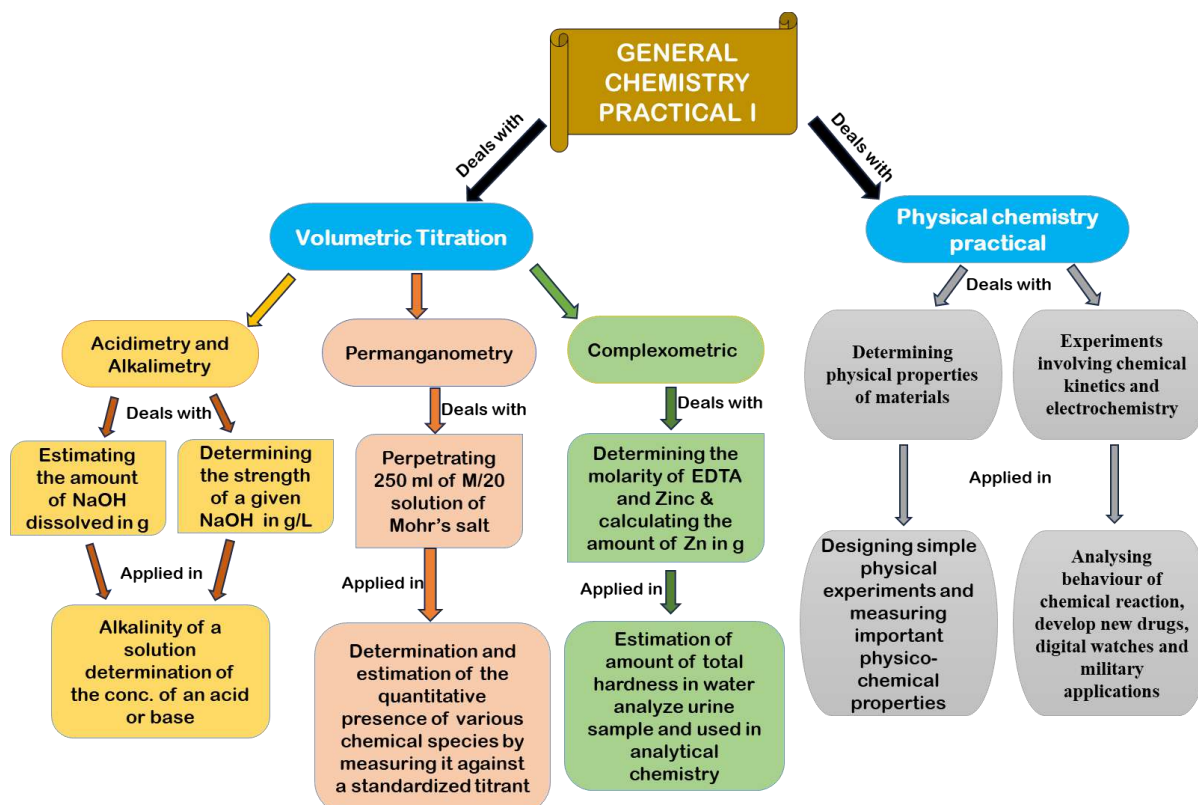 GENERAL
CHEMISTRY
PRACTICAL I
Deals with
Deals with
Volumetric Titration
Physical chemistry
practical
Deals with
Acidimetry and
Alkalimetry
Permanganometry
Complexometric
Determining
physical properties
of materials
Experiments
involving chemical
kinetics and
electrochemistry
Deals with
Deals with
Deals with
Estimating
the amount
of NaOH
dissolved in g
Determining
the strength
of a given
NaOH in g/L
Perpetrating
250 ml of M/20
solution of
Mohr's salt
Determining the
molarity of EDTA
and Zinc &
calculating the
amount of Zn in g
Applied in
Applied in
Applied in
Applied in
Alkalinity of a
solution
determination of
the conc. of an acid
or base
Determination and
estimation of the
quantitative
presence of various
chemical species by
measuring it against
a standardized titrant
Estimation of
amount of total
hardness in water
analyze urine
sample and used in
analytical
chemistry
Designing simple
physical
experiments and
measuring
important
physico-
chemical
properties
Analysing
behaviour of
chemical reaction,
develop new drugs,
digital watches and
military
applications